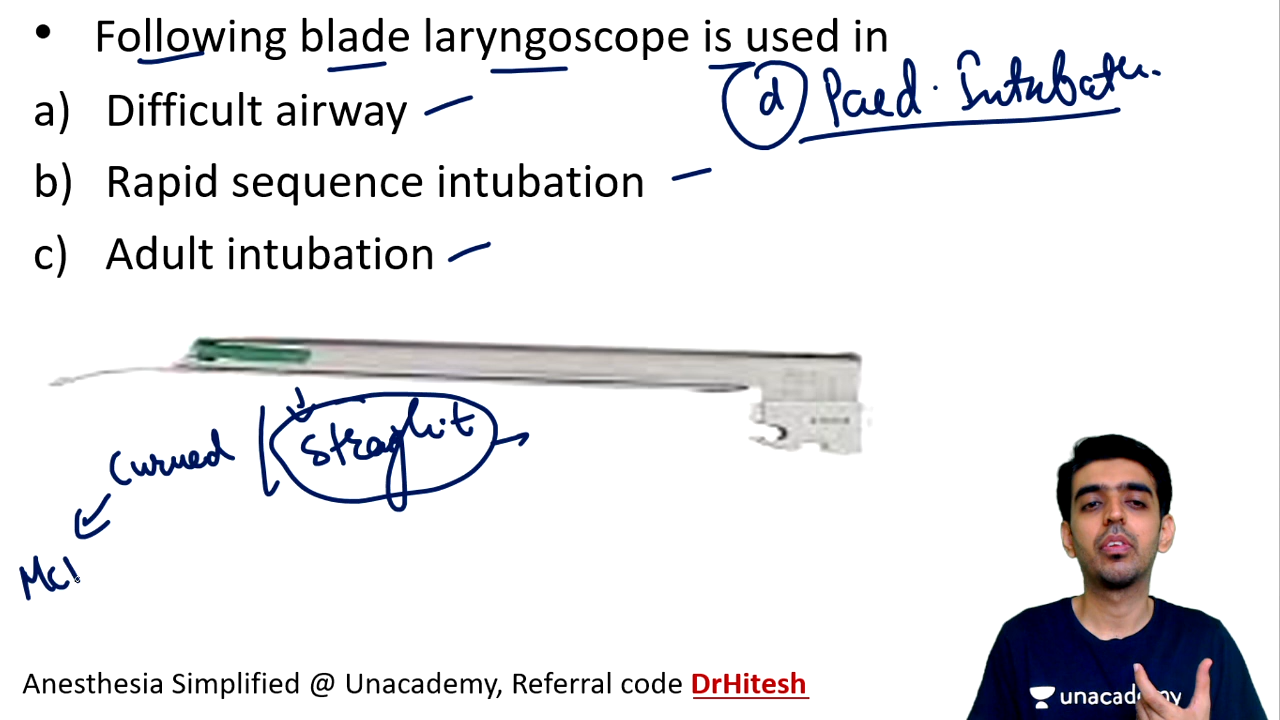 • Following blade laryngoscope is used in
a) Difficult airway
b) Rapid sequence intubation
c) Adult intubation
d Paed. Intubatn.
Curved straight
McL
Anesthesia Simplified @ Unacademy, Referral code DrHitesh
unacademy